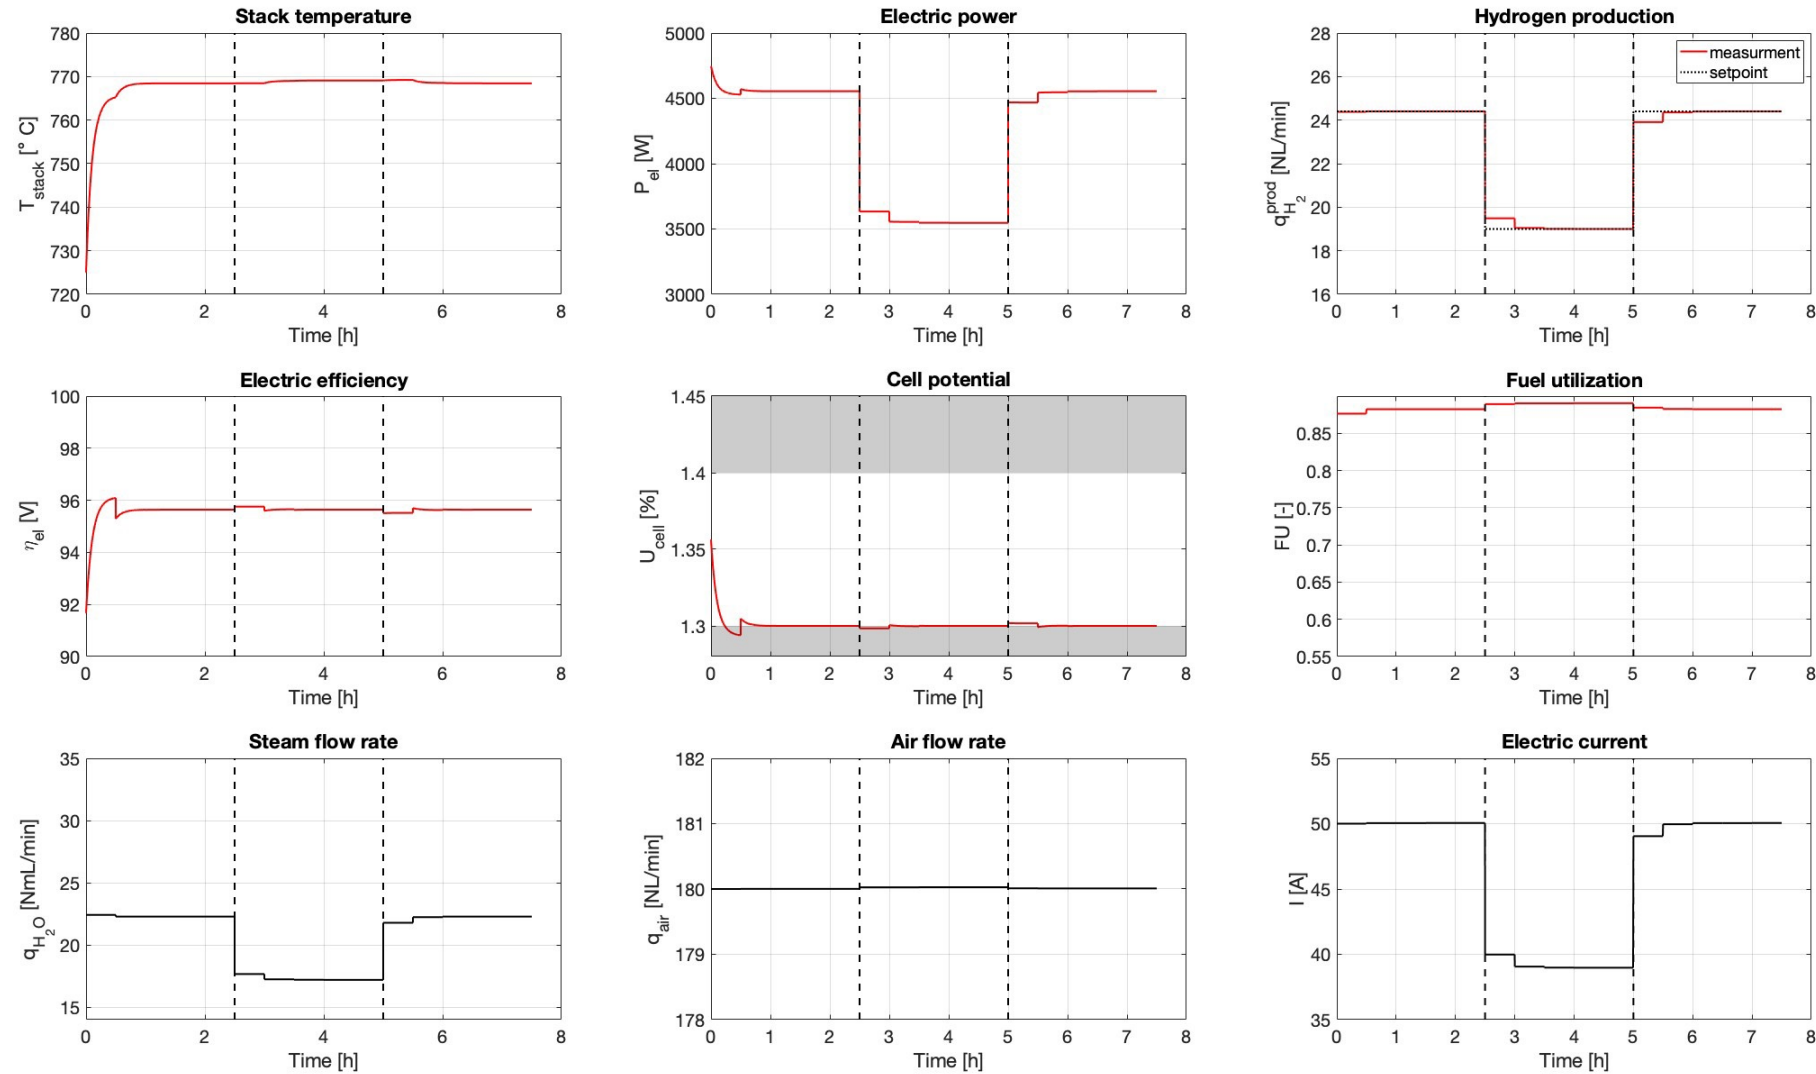 Stack temperature
780
770
760
750
740
730
720
T_stack [° C]
0 2 4 6 8
Time [h]
Electric power
5000
4500
4000
3500
3000
P_el [W]
0 1 2 3 4 5 6 7 8
Time [h]
Hydrogen production
28
26
24
22
20
18
16
q_H_2^prod [NL/min]
measurment
setpoint
0 1 2 3 4 5 6 7 8
Time [h]
Electric efficiency
100
98
96
94
92
90
η_el [V]
0 2 4 6 8
Time [h]
Cell potential
1.45
1.4
1.35
1.3
U_cell [%]
0 1 2 3 4 5 6 7 8
Time [h]
Fuel utilization
0.85
0.8
0.75
0.7
0.65
0.6
0.55
FU [-]
0 1 2 3 4 5 6 7 8
Time [h]
Steam flow rate
35
30
25
20
15
q_H_2O [NmL/min]
0 2 4 6 8
Time [h]
Air flow rate
182
181
180
179
178
q_air [NL/min]
0 1 2 3 4 5 6 7 8
Time [h]
Electric current
55
50
45
40
35
I [A]
0 1 2 3 4 5 6 7 8
Time [h]